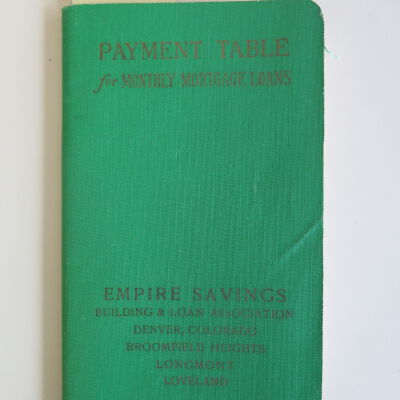 PAYMENT TABLE
for MONTHLY MORTGAGE LOANS
EMPIRE SAVINGS
BUILDING & LOAN ASSOCIATION
DENVER, COLORADO
BROOMFIELD HEIGHTS
LONGMONT
LOVELAND